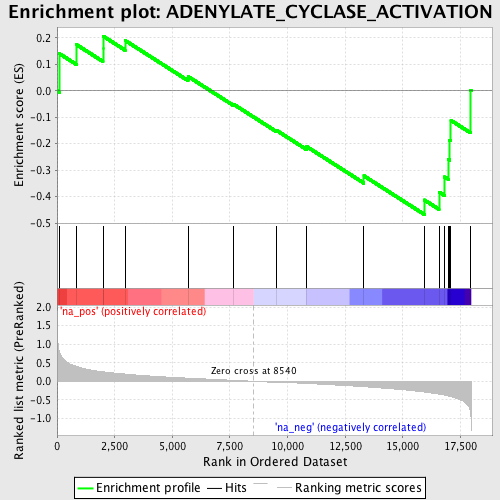 Enrichment plot: ADENYLATE_CYCLASE_ACTIVATION
Enrichment score (ES)
0.2
0.1
0.0
-0.1
-0.2
-0.3
-0.4
-0.5
'na_pos' (positively correlated)
Ranked list metric (PreRanked)
2.0
1.5
1.0
0.5
0.0
-0.5
-1.0
Zero cross at 8540
'na_neg' (negatively correlated)
0 2,500 5,000 7,500 10,000 12,500 15,000 17,500
Rank in Ordered Dataset
Enrichment profile Hits Ranking metric scores